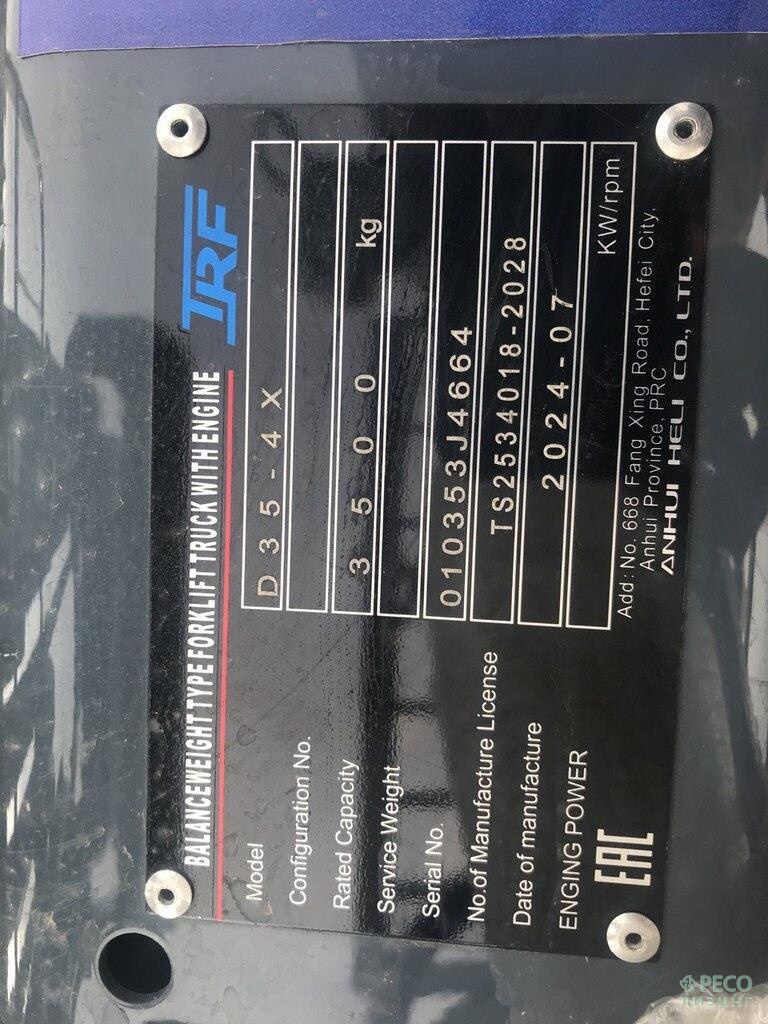 TRF
BALANCEWEIGHT TYPE FORKLIFT TRUCK WITH ENGINE
Model D35-4X
Configuration No.
Rated Capacity 3500 kg
Service Weight
Serial No. 010353J4664
No.of Manufacture License TS2534018-2028
Date of manufacture 2024-07
ENGING POWER KW/rpm
EAC
Add: No. 668 Fang Xing Road, Hefei City,
Anhui Province, PRC
ANHUI HELI CO., LTD.
РЕСО
ЛИЗИНГ